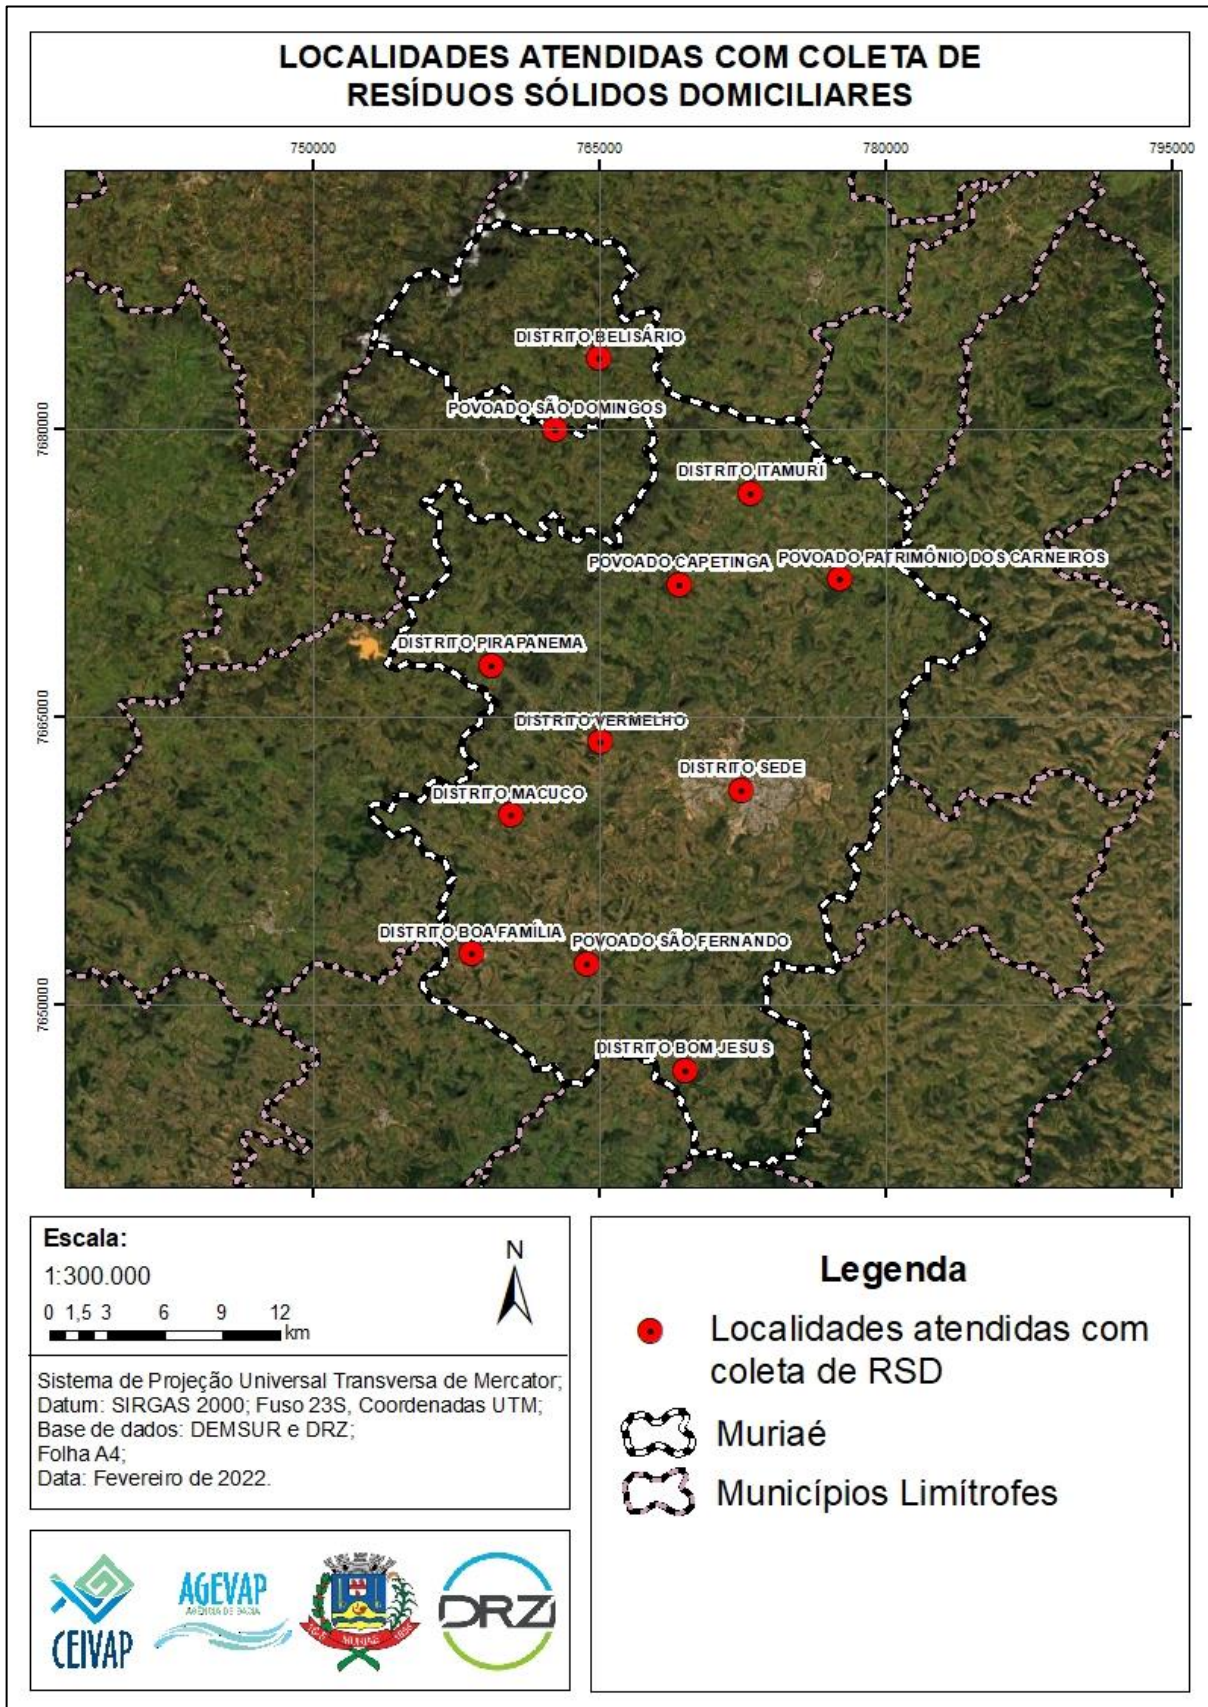 LOCALIDADES ATENDIDAS COM COLETA DE
RESÍDUOS SÓLIDOS DOMICILIARES
750000
765000
780000
795000
DISTRITO BELISÁRIO
POVOADO SÃO DOMINGOS
7680000
DISTRITO ITAMURI
POVOADO CAPETINGA
POVOADO PATRIMÔNIO DOS CARNEIROS
DISTRITO PIRAPANEMA
7665000
DISTRITO VERMELHO
DISTRITO SEDE
DISTRITO MACUCO
DISTRITO BOA FAMÍLIA
POVOADO SÃO FERNANDO
7650000
DISTRITO BOM JESUS
Escala:
1:300.000
0 1,5 3 6 9 12
km
N
Sistema de Projeção Universal Transversa de Mercator;
Datum: SIRGAS 2000; Fuso 23S, Coordenadas UTM;
Base de dados: DEMSUR e DRZ;
Folha A4;
Data: Fevereiro de 2022.
Legenda
Localidades atendidas com
coleta de RSD
Muriaé
Municípios Limítrofes
CEIVAP
AGEVAP
AGÊNCIA DE BACIA
MURIAÉ
DRZ